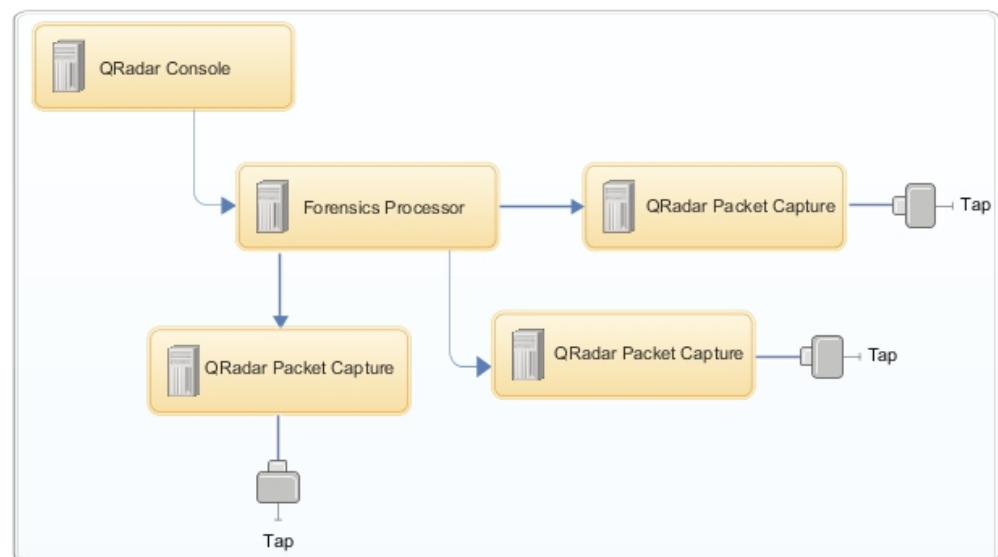 QRadar Console
Forensics Processor
QRadar Packet Capture
Tap
QRadar Packet Capture
Tap
QRadar Packet Capture
Tap